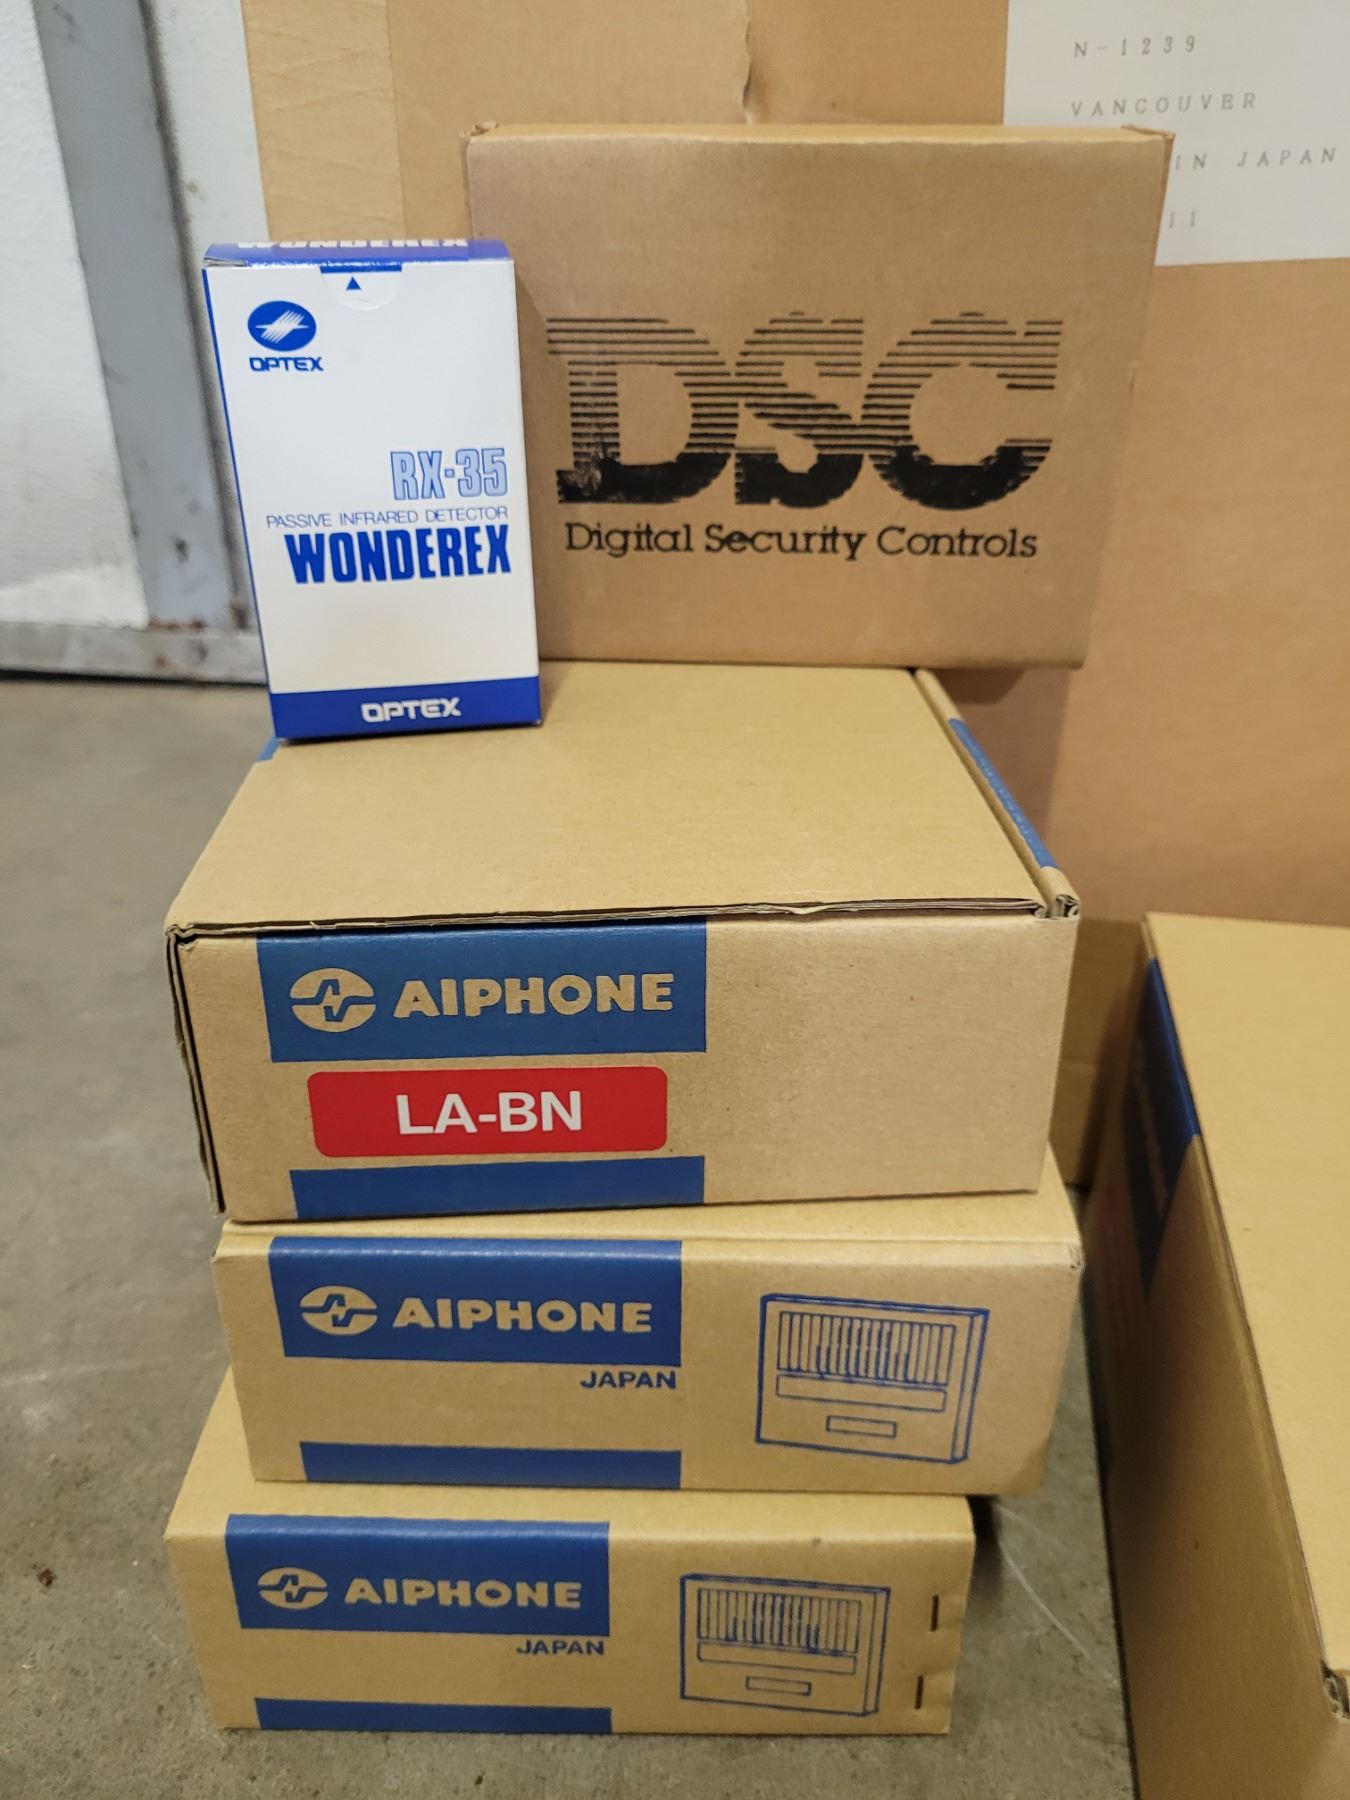 N-1239
VANCOUVER
IN JAPAN
11
WONDEREX
OPTEX
RX-35
PASSIVE INFRARED DETECTOR
WONDEREX
OPTEX
DSC
Digital Security Controls
AIPHONE
LA-BN
AIPHONE
JAPAN
AIPHONE
JAPAN